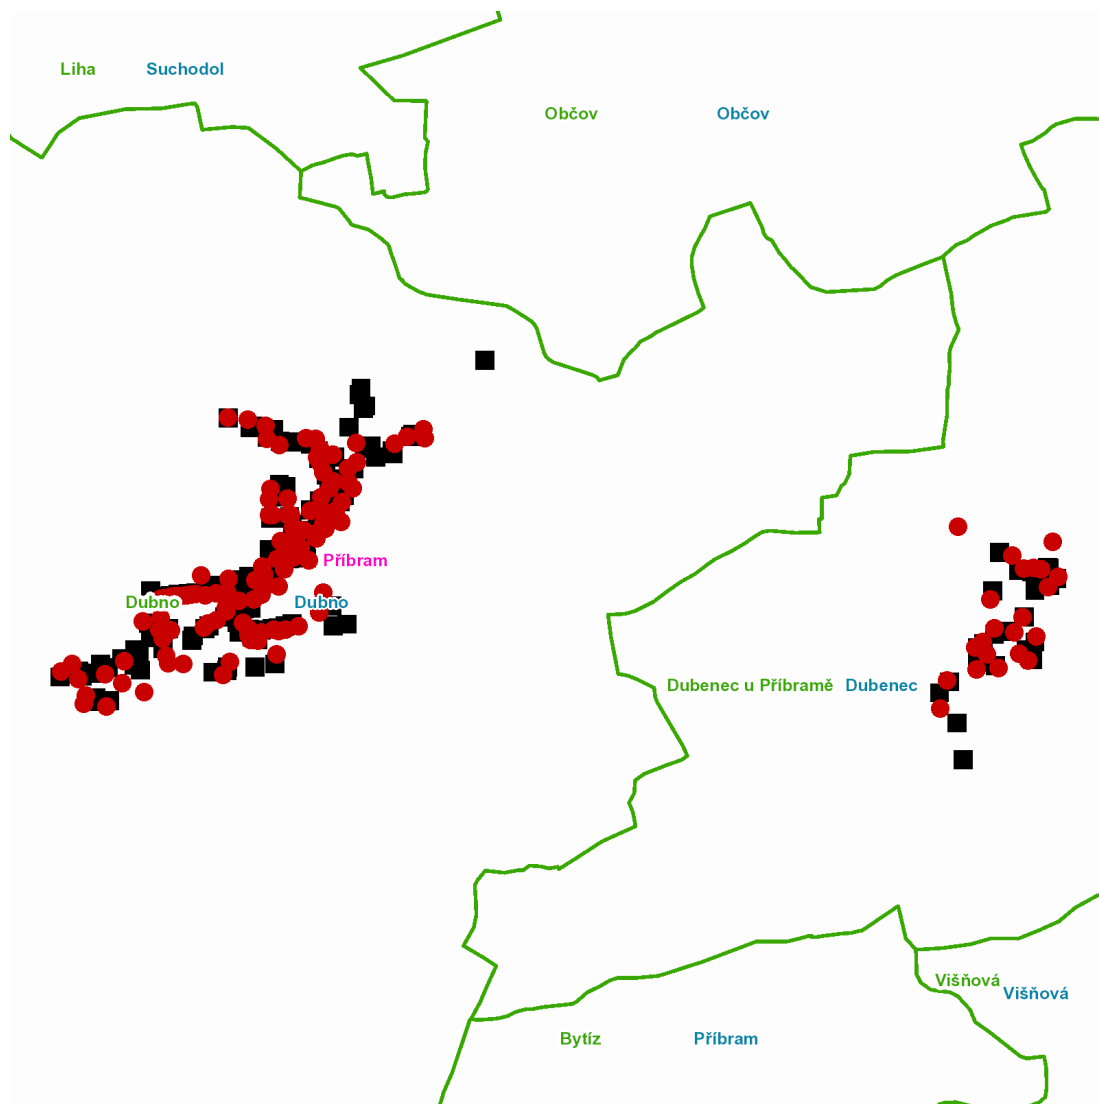 Liha Suchodol
Občov Občov
Příbram
Dubno Dubno
Dubenec u Příbramě Dubenec
Višňová Višňová
Bytíz Příbram